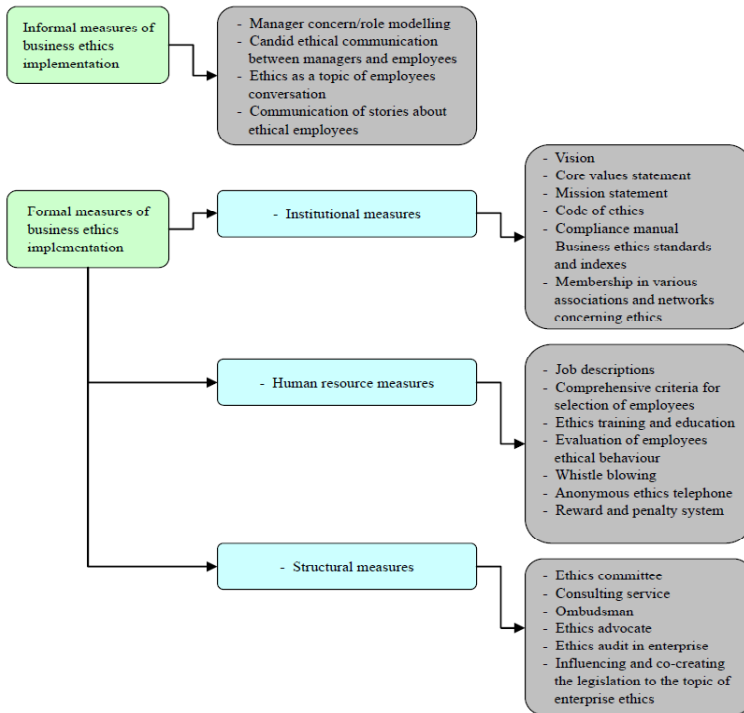 Informal measures of
business ethics
implementation
- Manager concern/role modelling
- Candid ethical communication
between managers and employees
- Ethics as a topic of employees
conversation
- Communication of stories about
ethical employees
Formal measures of
business ethics
implementation
- Institutional measures
- Vision
- Core values statement
- Mission statement
- Code of ethics
- Compliance manual
Business ethics standards
and indexes
- Membership in various
associations and networks
concerning ethics
- Human resource measures
- Job descriptions
- Comprehensive criteria for
selection of employees
- Ethics training and education
- Evaluation of employees
ethical behaviour
- Whistle blowing
- Anonymous ethics telephone
- Reward and penalty system
- Structural measures
- Ethics committee
- Consulting service
- Ombudsman
- Ethics advocate
- Ethics audit in enterprise
- Influencing and co-creating
the legislation to the topic of
enterprise ethics